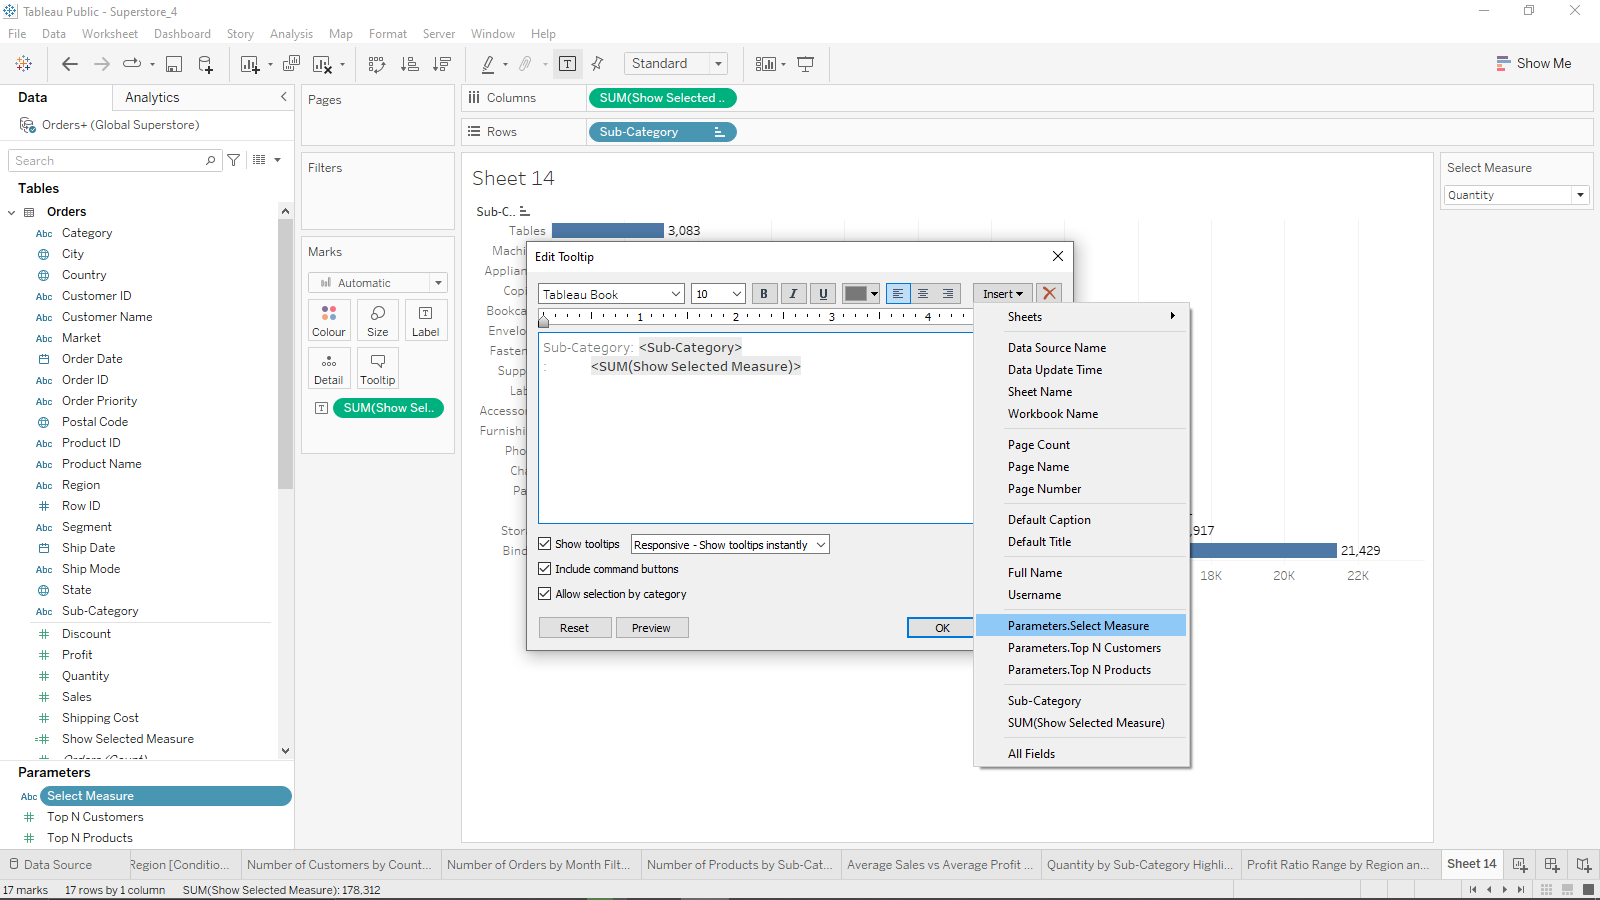 Tableau Public - Superstore_4
File Data Worksheet Dashboard Story Analysis Map Format Server Window Help
Standard
Show Me
Data Analytics
Orders+ (Global Superstore)
Search
Tables
Orders
Abc Category
City
Country
Abc Customer ID
Abc Customer Name
Abc Market
Order Date
Abc Order ID
Abc Order Priority
Postal Code
Abc Product ID
Abc Product Name
Abc Region
Row ID
Abc Segment
Ship Date
Abc Ship Mode
State
Abc Sub-Category
Discount
Profit
Quantity
Sales
Shipping Cost
Show Selected Measure
Orders (Count)
Parameters
Abc Select Measure
Top N Customers
Top N Products
Pages
Filters
Marks
Automatic
Colour Size Label
Detail Tooltip
SUM(Show Sel..
Columns SUM(Show Selected ..
Rows Sub-Category
Sheet 14
Sub-C..
Tables 3,083
Machi
Applian
Copi
Bookca
Envelo
Fasten
Supp
Lab
Accessor
Furnishi
Pho
Cha
Pa
Stor 917
Bind 21,429
18K 20K 22K
Select Measure
Quantity
Edit Tooltip
Tableau Book 10 B I U Insert
1 2 3 4
Sub-Category: <Sub-Category>
: <SUM(Show Selected Measure)>
Show tooltips Responsive - Show tooltips instantly
Include command buttons
Allow selection by category
Reset Preview OK
Sheets
Data Source Name
Data Update Time
Sheet Name
Workbook Name
Page Count
Page Name
Page Number
Default Caption
Default Title
Full Name
Username
Parameters.Select Measure
Parameters.Top N Customers
Parameters.Top N Products
Sub-Category
SUM(Show Selected Measure)
All Fields
Data Source Region [Conditio... Number of Customers by Count... Number of Orders by Month Filt... Number of Products by Sub-Cat... Average Sales vs Average Profit ... Quantity by Sub-Category Highli... Profit Ratio Range by Region an... Sheet 14
17 marks 17 rows by 1 column SUM(Show Selected Measure): 178,312